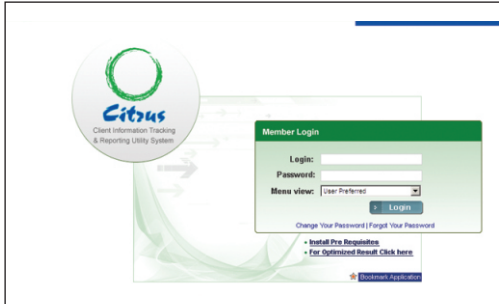 Citrus
Client Information Tracking
& Reporting Utility System
Member Login
Login:
Password:
Menu view: User Preferred
Login
Change Your Password | Forgot Your Password
Install Pre Requisites
For Optimized Result Click here
Bookmark Application